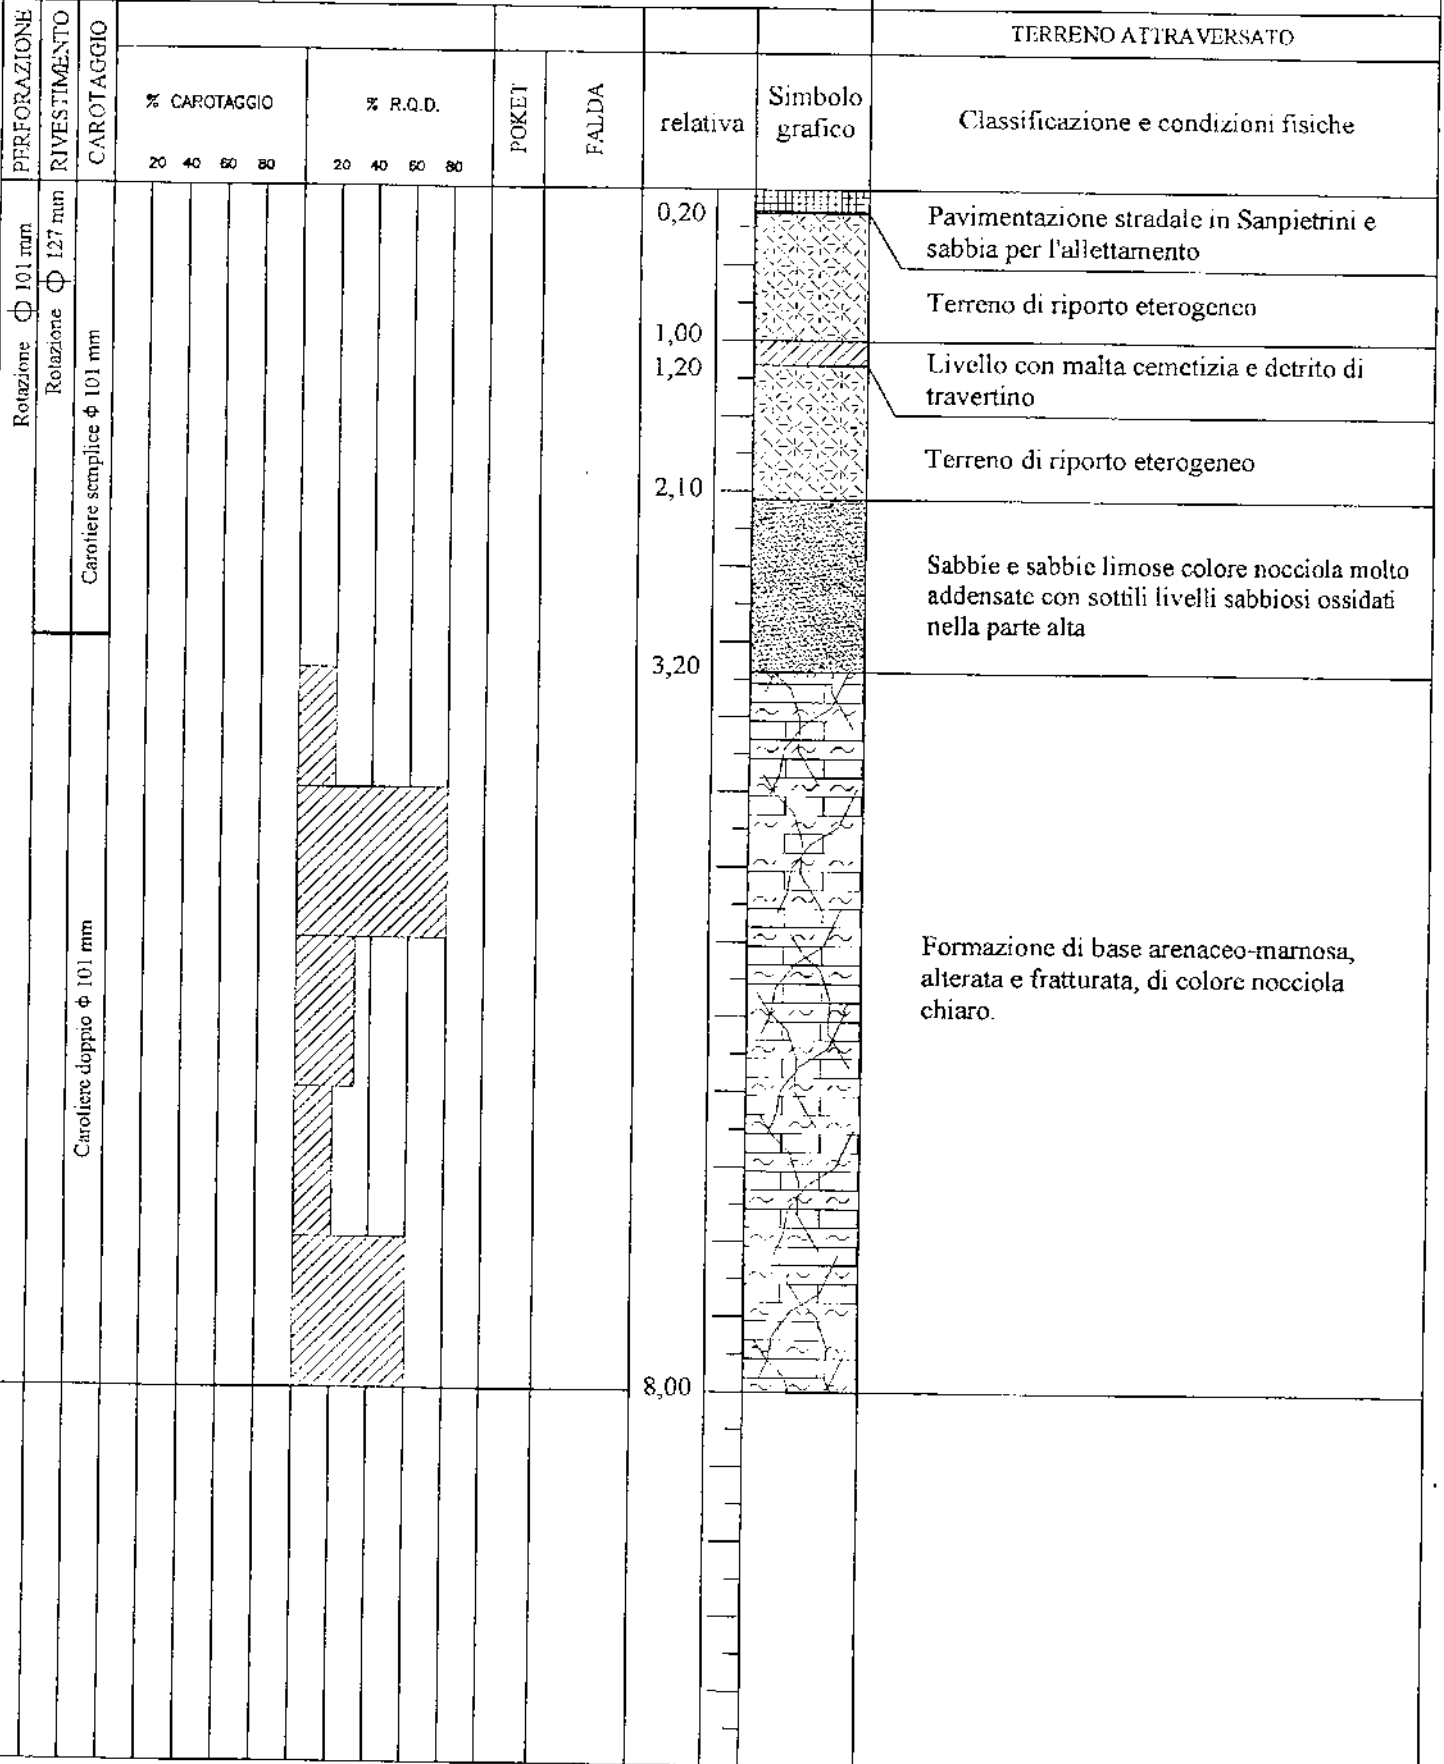 PERFORAZIONE
RIVESTIMENTO
CAROTAGGIO
% CAROTAGGIO
20 40 60 80
% R.Q.D.
20 40 60 80
POKET
FALDA
relativa
Simbolo
grafico
TERRENO ATTRAVERSATO
Classificazione e condizioni fisiche
Rotazione Φ 101 mm
Rotazione Φ 127 mm
Carotiere semplice Φ 101 mm
Carotiere doppio Φ 101 mm
0,20
Pavimentazione stradale in Sanpietrini e
sabbia per l'allettamento
Terreno di riporto eterogeneo
1,00
1,20
Livello con malta cemetizia e detrito di
travertino
Terreno di riporto eterogeneo
2,10
Sabbie e sabbie limose colore nocciola molto
addensate con sottili livelli sabbiosi ossidati
nella parte alta
3,20
Formazione di base arenaceo-marnosa,
alterata e fratturata, di colore nocciola
chiaro.
8,00